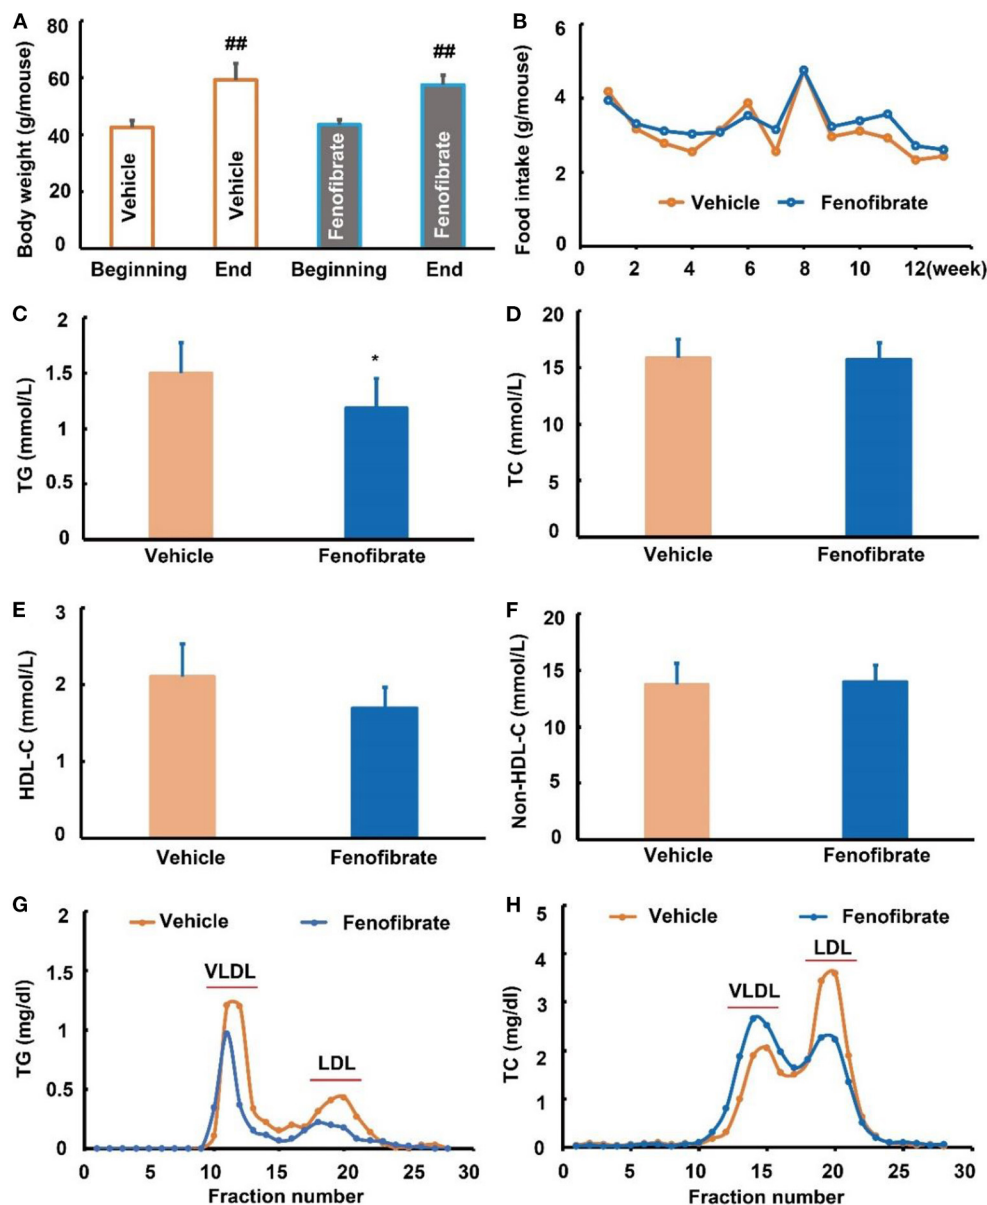 A
Body weight (g/mouse)
80
60
40
20
0
##
##
Vehicle
Vehicle
Fenofibrate
Fenofibrate
Beginning End Beginning End
B
Food intake (g/mouse)
6
4
2
0
Vehicle Fenofibrate
0 2 4 6 8 10 12(week)
C
TG (mmol/L)
2
1.5
1
0.5
0
*
Vehicle Fenofibrate
D
TC (mmol/L)
20
15
10
5
0
Vehicle Fenofibrate
E
HDL-C (mmol/L)
3
2
1
0
Vehicle Fenofibrate
F
Non-HDL-C (mmol/L)
20
15
10
5
0
Vehicle Fenofibrate
G
TG (mg/dl)
2
1
0.5
0
Vehicle Fenofibrate
VLDL
LDL
0 5 10 15 20 25 30
Fraction number
H
TC (mg/dl)
5
4
3
2
1
0
Vehicle Fenofibrate
VLDL
LDL
0 5 10 15 20 25 30
Fraction number